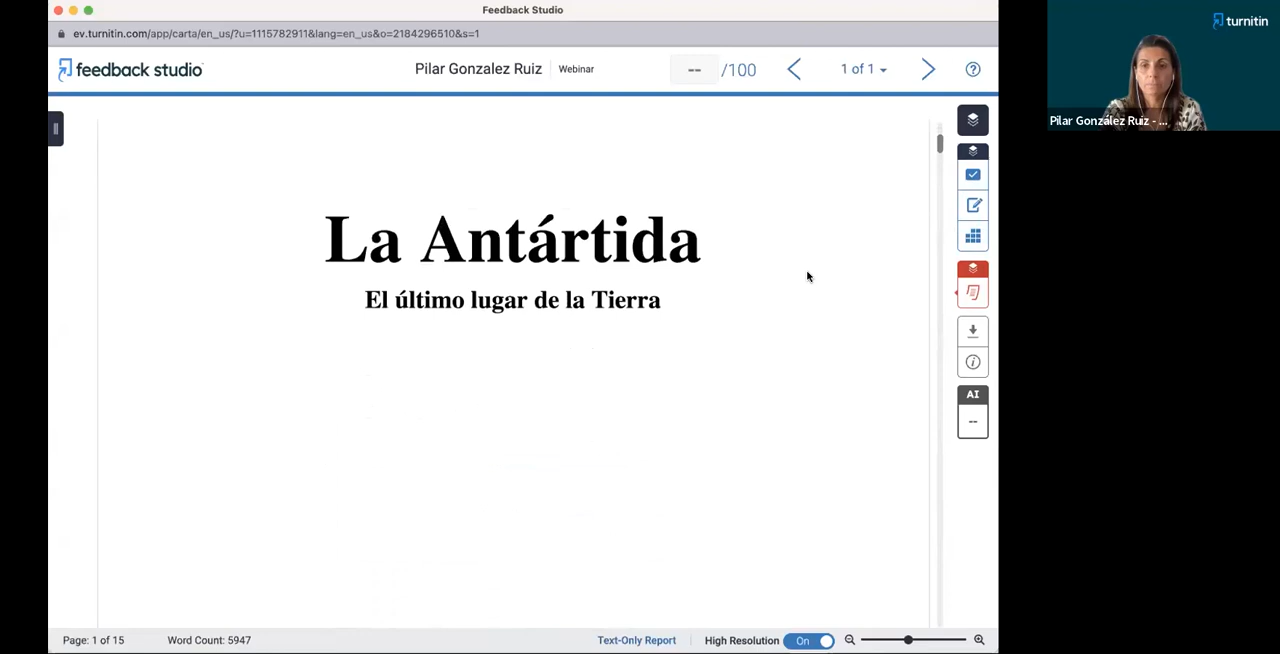 Feedback Studio
ev.turnitin.com/app/carta/en_us/?u=1115782911&lang=en_us&o=2184296510&s=1
feedback studio
Pilar Gonzalez Ruiz
Webinar
-- /100
1 of 1
La Antártida
El último lugar de la Tierra
AI
--
Page: 1 of 15
Word Count: 5947
Text-Only Report
High Resolution
On
turnitin
Pilar González Ruiz - ...